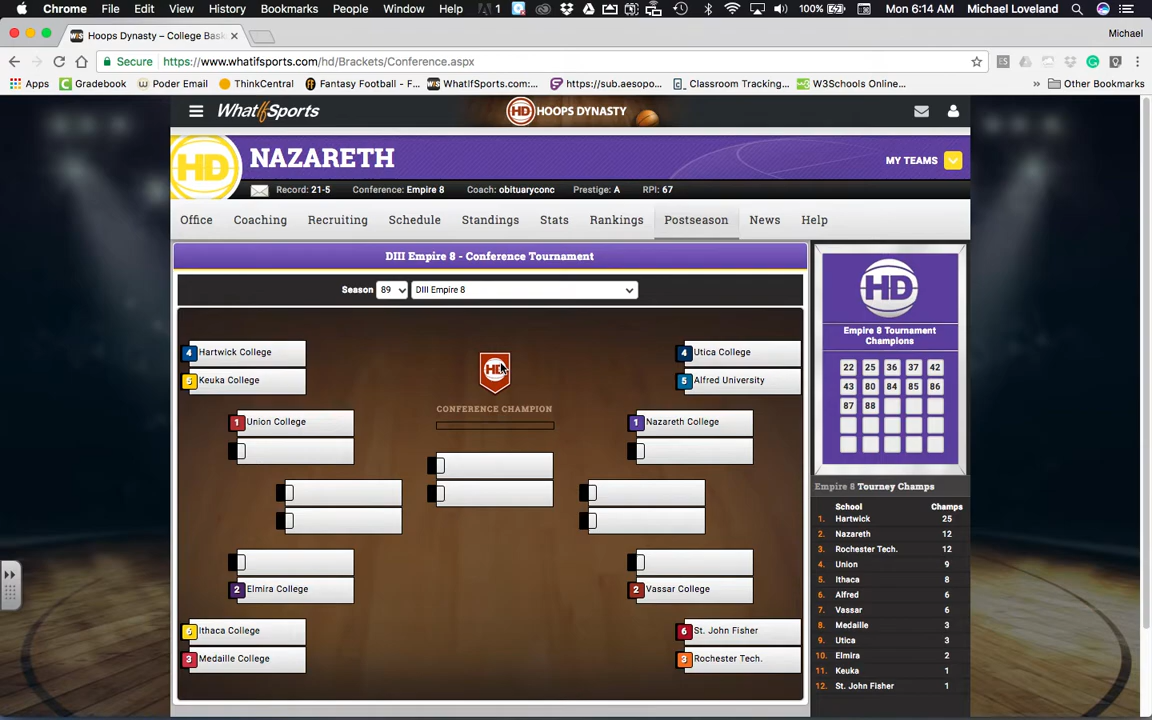 Chrome File Edit View History Bookmarks People Window Help 1 100% Mon 6:14 AM Michael Loveland
Hoops Dynasty – College Bask
Michael
Secure https://www.whatifsports.com/hd/Brackets/Conference.aspx
Apps Gradebook Poder Email ThinkCentral Fantasy Football - F... WhatIfSports.com:... https://sub.aesopo... Classroom Tracking... W3Schools Online... Other Bookmarks
WhatIfSports HD HOOPS DYNASTY
HD NAZARETH MY TEAMS
Record: 21-5 Conference: Empire 8 Coach: obituaryconc Prestige: A RPI: 67
Office Coaching Recruiting Schedule Standings Stats Rankings Postseason News Help
DIII Empire 8 - Conference Tournament
Season 89 DIII Empire 8
4 Hartwick College
5 Keuka College
1 Union College
2 Elmira College
6 Ithaca College
3 Medaille College
HD
CONFERENCE CHAMPION
4 Utica College
5 Alfred University
1 Nazareth College
2 Vassar College
6 St. John Fisher
3 Rochester Tech.
HD
Empire 8 Tournament
Champions
22 25 36 37 42
43 80 84 85 86
87 88
Empire 8 Tourney Champs
School Champs
1. Hartwick 25
2. Nazareth 12
3. Rochester Tech. 12
4. Union 9
5. Ithaca 8
6. Alfred 6
7. Vassar 6
8. Medaille 3
9. Utica 3
10. Elmira 2
11. Keuka 1
12. St. John Fisher 1